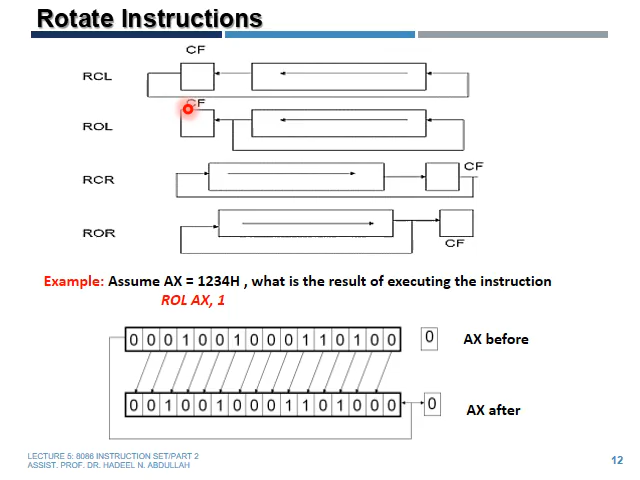 Rotate Instructions
CF
RCL
CF
ROL
RCR
CF
ROR
CF
Example: Assume AX = 1234H , what is the result of executing the instruction
ROL AX, 1
0 0 0 1 0 0 1 0 0 0 1 1 0 1 0 0 0 AX before
0 0 1 0 0 1 0 0 0 1 1 0 1 0 0 0 0 AX after
LECTURE 5: 8086 INSTRUCTION SET/PART 2
ASSIST. PROF. DR. HADEEL N. ABDULLAH
12